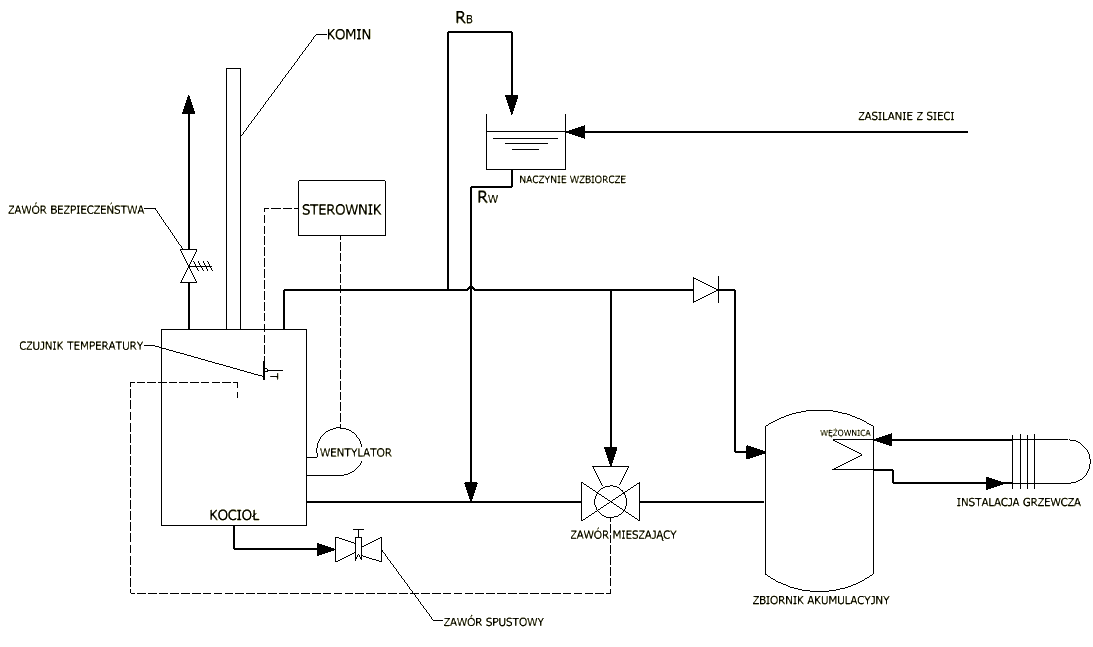 RB
KOMIN
ZASILANIE Z SIECI
NACZYNIE WZBIORCZE
RW
ZAWÓR BEZPIECZEŃSTWA
STEROWNIK
CZUJNIK TEMPERATURY
WĘŻOWNICA
WENTYLATOR
INSTALACJA GRZEWCZA
KOCIOŁ
ZAWÓR MIESZAJĄCY
ZBIORNIK AKUMULACYJNY
ZAWÓR SPUSTOWY